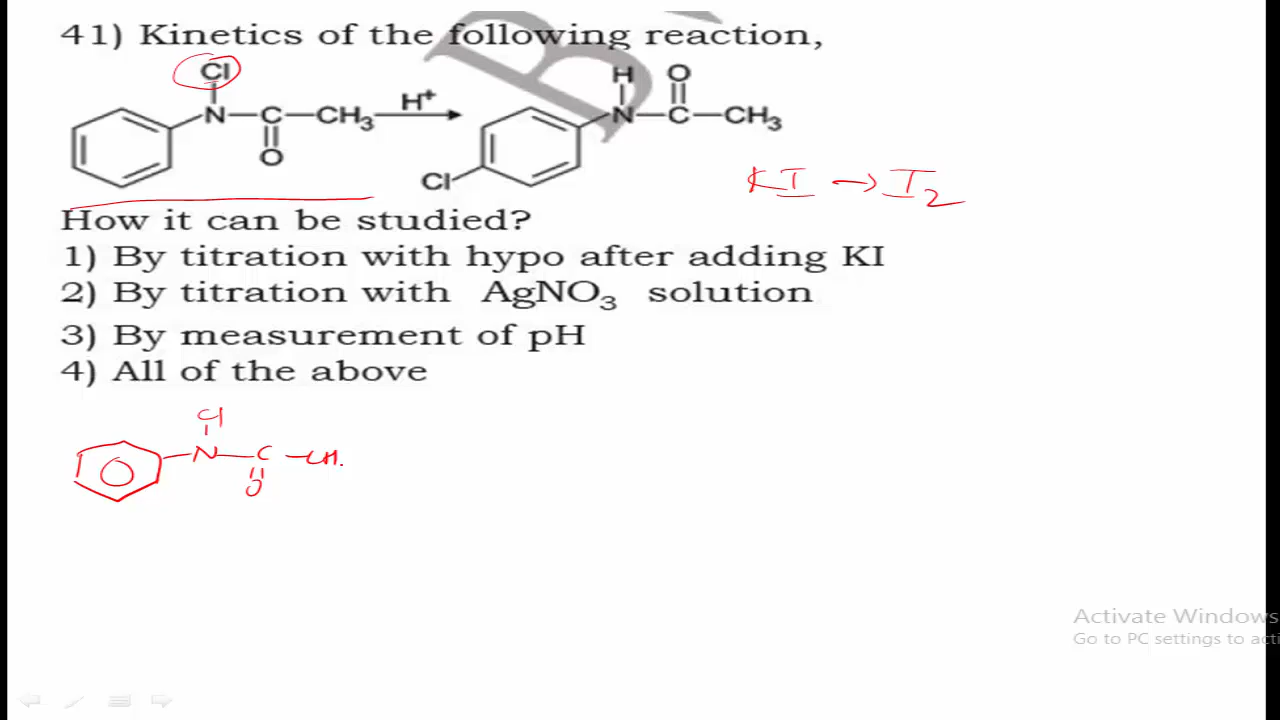 41) Kinetics of the following reaction,
Cl H O
N — C — CH₃ H⁺ N — C — CH₃
O
Cl
KI → I₂
How it can be studied?
1) By titration with hypo after adding KI
2) By titration with AgNO₃ solution
3) By measurement of pH
4) All of the above
Cl
N — C — CH
O
Activate Windows
Go to PC settings to acti